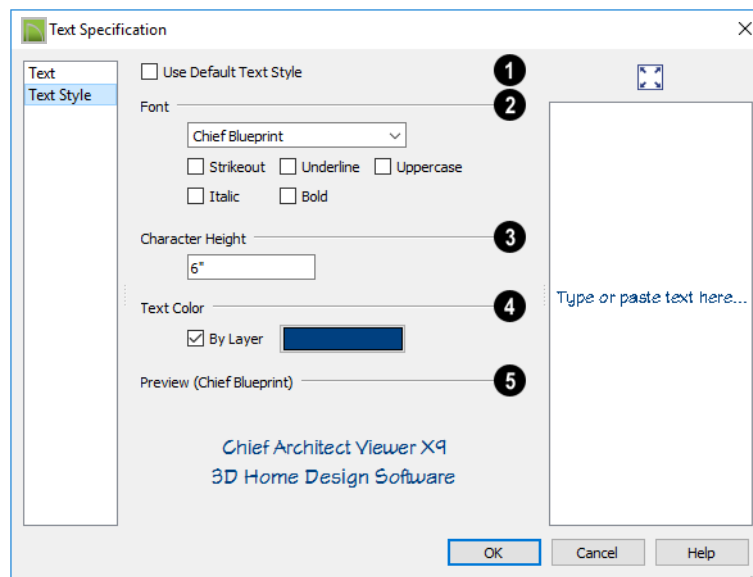 Text Specification
Text
Text Style
Use Default Text Style
1
Font
2
Chief Blueprint
Strikeout
Underline
Uppercase
Italic
Bold
Character Height
3
6"
Text Color
4
By Layer
Preview (Chief Blueprint)
5
Chief Architect Viewer X9
3D Home Design Software
Type or paste text here...
OK
Cancel
Help